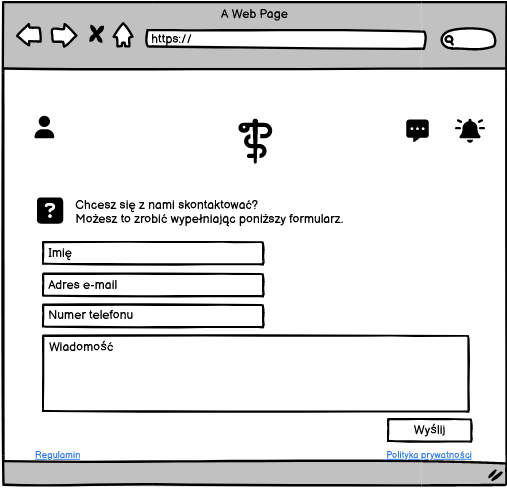 A Web Page
https://
Chcesz się z nami skontaktować?
Możesz to zrobić wypełniając poniższy formularz.
Imię
Adres e-mail
Numer telefonu
Wiadomość
Wyślij
Regulamin
Polityka prywatności